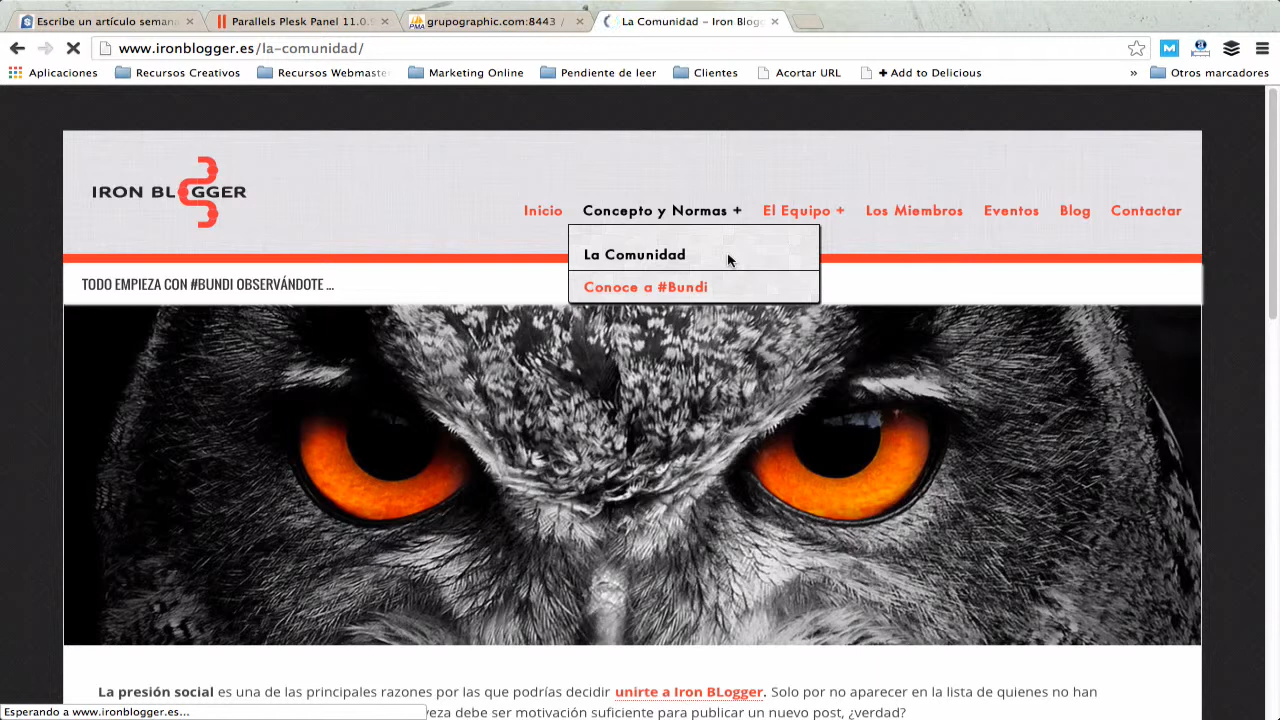 Escribe un artículo semana
Parallels Plesk Panel 11.0.9
grupographic.com:8443 /
La Comunidad – Iron Blogg
www.ironblogger.es/la-comunidad/
Aplicaciones
Recursos Creativos
Recursos Webmaste
Marketing Online
Pendiente de leer
Clientes
Acortar URL
+ Add to Delicious
»
Otros marcadores
IRON BLOGGER
Inicio
Concepto y Normas +
El Equipo +
Los Miembros
Eventos
Blog
Contactar
La Comunidad
Conoce a #Bundi
TODO EMPIEZA CON #BUNDI OBSERVÁNDOTE ...
La presión social es una de las principales razones por las que podrías decidir unirte a Iron BLogger. Solo por no aparecer en la lista de quienes no han
Esperando a www.ironblogger.es...
veza debe ser motivación suficiente para publicar un nuevo post, ¿verdad?